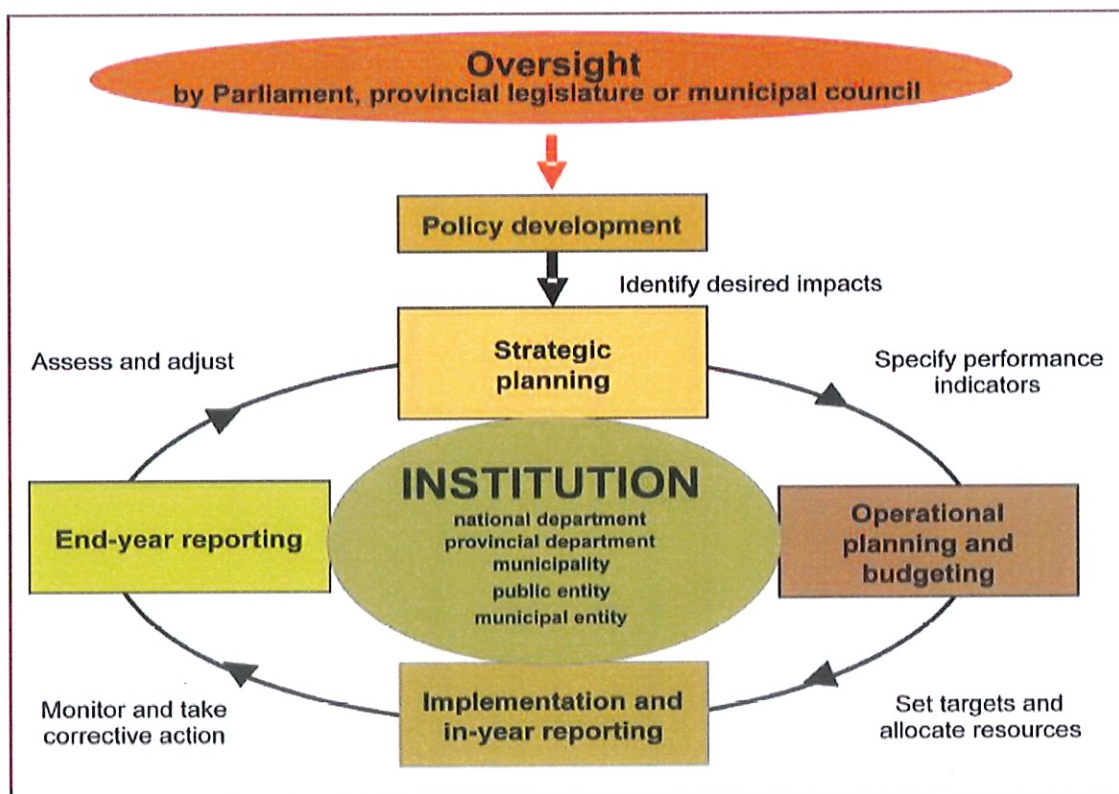 Oversight
by Parliament, provincial legislature or municipal council
Policy development
Identify desired impacts
Strategic
planning
Assess and adjust
Specify performance
indicators
INSTITUTION
national department
provincial department
municipality
public entity
municipal entity
End-year reporting
Operational
planning and
budgeting
Implementation and
in-year reporting
Monitor and take
corrective action
Set targets and
allocate resources